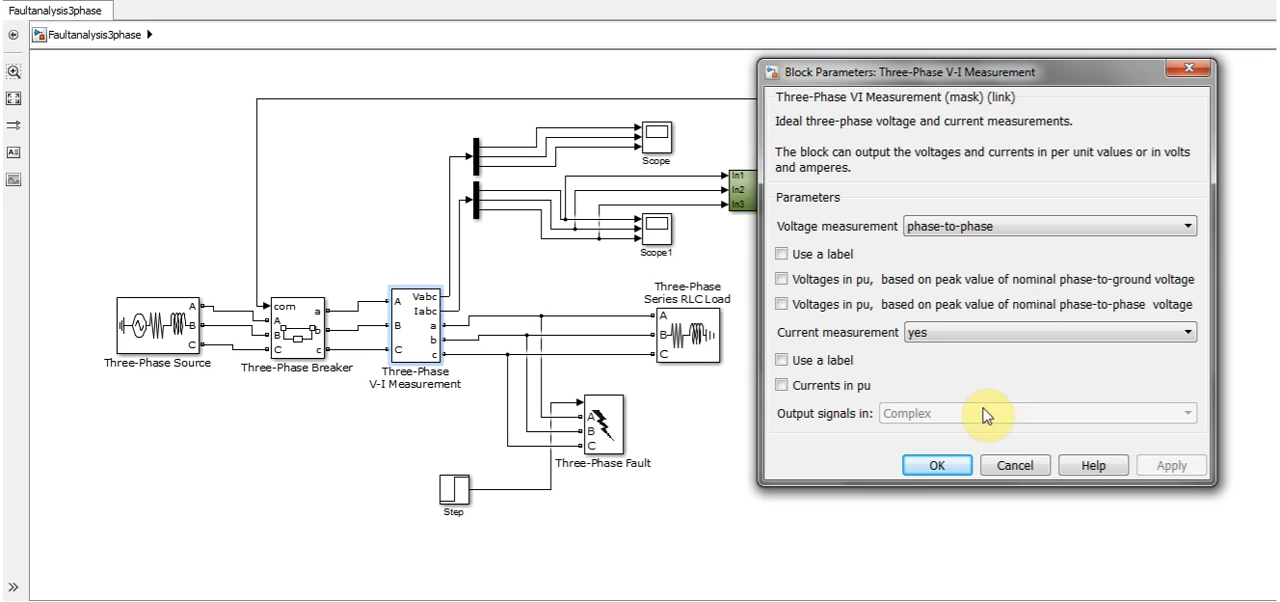 Faultanalysis3phase
Faultanalysis3phase
Block Parameters: Three-Phase V-I Measurement
Three-Phase VI Measurement (mask) (link)
Ideal three-phase voltage and current measurements.
The block can output the voltages and currents in per unit values or in volts
and amperes.
Parameters
Voltage measurement phase-to-phase
Use a label
Voltages in pu, based on peak value of nominal phase-to-ground voltage
Voltages in pu, based on peak value of nominal phase-to-phase voltage
Current measurement yes
Use a label
Currents in pu
Output signals in: Complex
OK Cancel Help Apply
Scope
In1
In2
In3
Scope1
A
B
C
Three-Phase Source
com
A
B
C
a
b
c
Three-Phase Breaker
A
B
C
Vabc
Iabc
a
b
c
Three-Phase
V-I Measurement
Three-Phase
Series RLC Load
A
B
C
A
B
C
Three-Phase Fault
Step